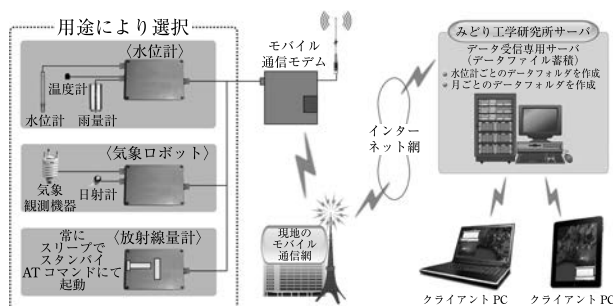 用途により選択
〈水位計〉
温度計
水位計
雨量計
〈気象ロボット〉
気象
観測機器
日射計
〈放射線量計〉
常に
スリープで
スタンバイ
ATコマンドにて
起動
モバイル
通信モデム
現地の
モバイル
通信網
インター
ネット網
みどり工学研究所サーバ
データ受信専用サーバ
(データファイル蓄積)
● 水位計ごとのデータフォルダを作成
● 月ごとのデータフォルダを作成
クライアントPC
クライアントPC